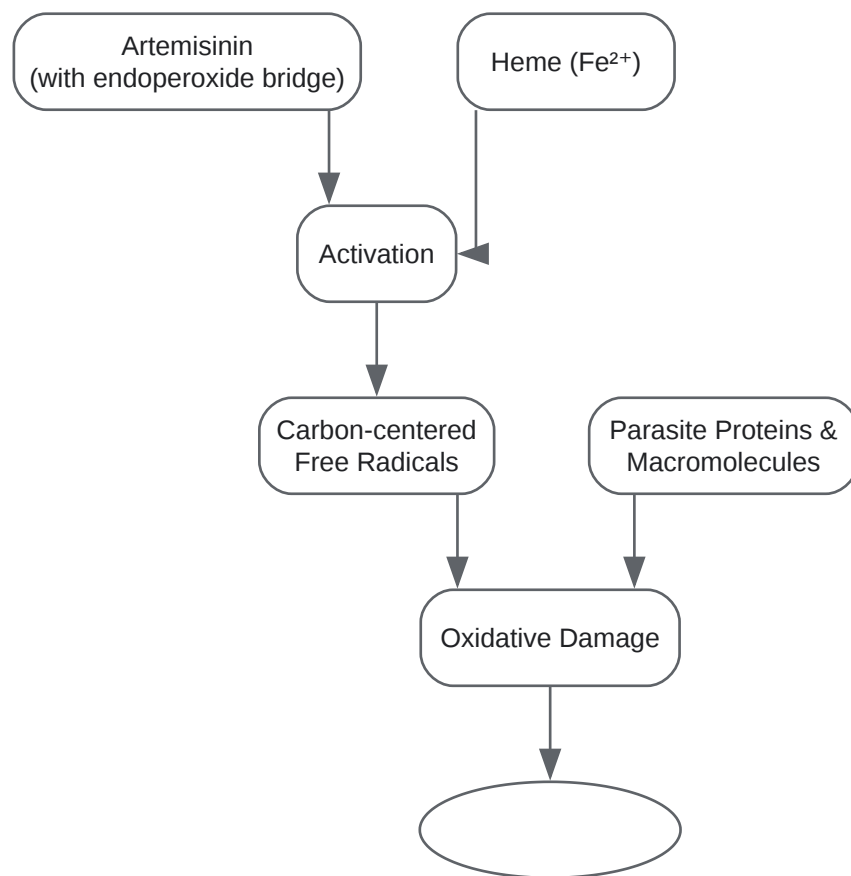 Artemisinin
(with endoperoxide bridge)
Heme (Fe²⁺)
Activation
Carbon-centered
Free Radicals
Parasite Proteins &
Macromolecules
Oxidative Damage